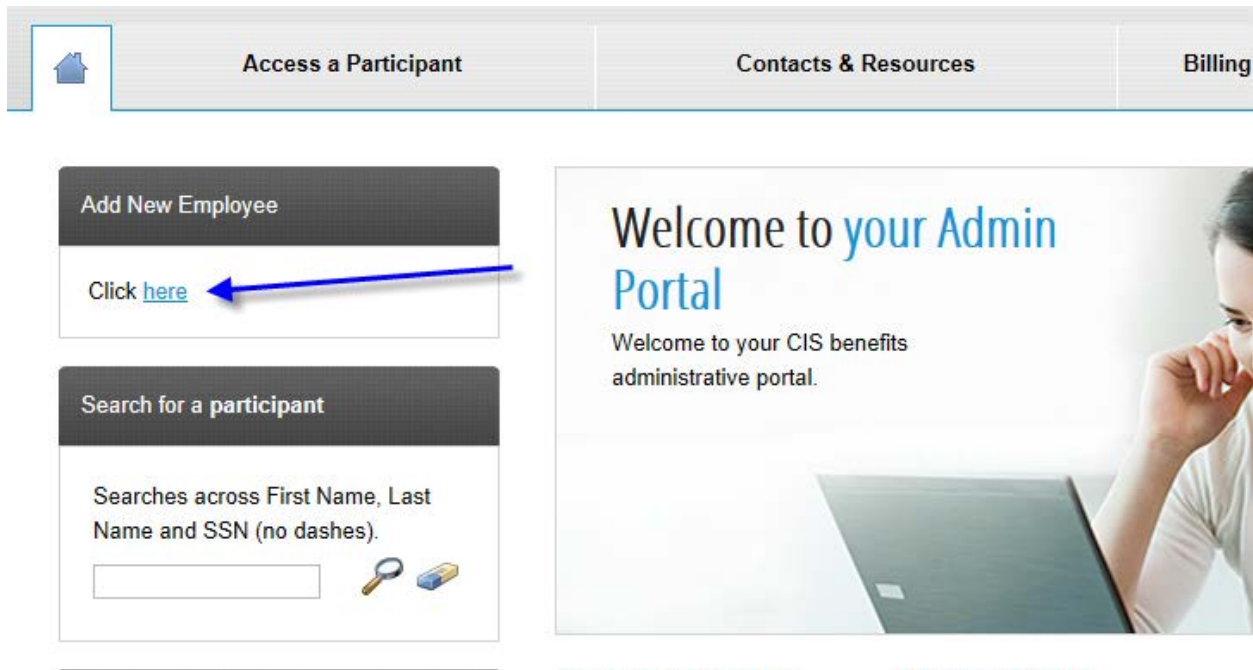 Access a Participant
Contacts & Resources
Billing
Add New Employee
Click here
Search for a participant
Searches across First Name, Last
Name and SSN (no dashes).
Welcome to your Admin
Portal
Welcome to your CIS benefits
administrative portal.